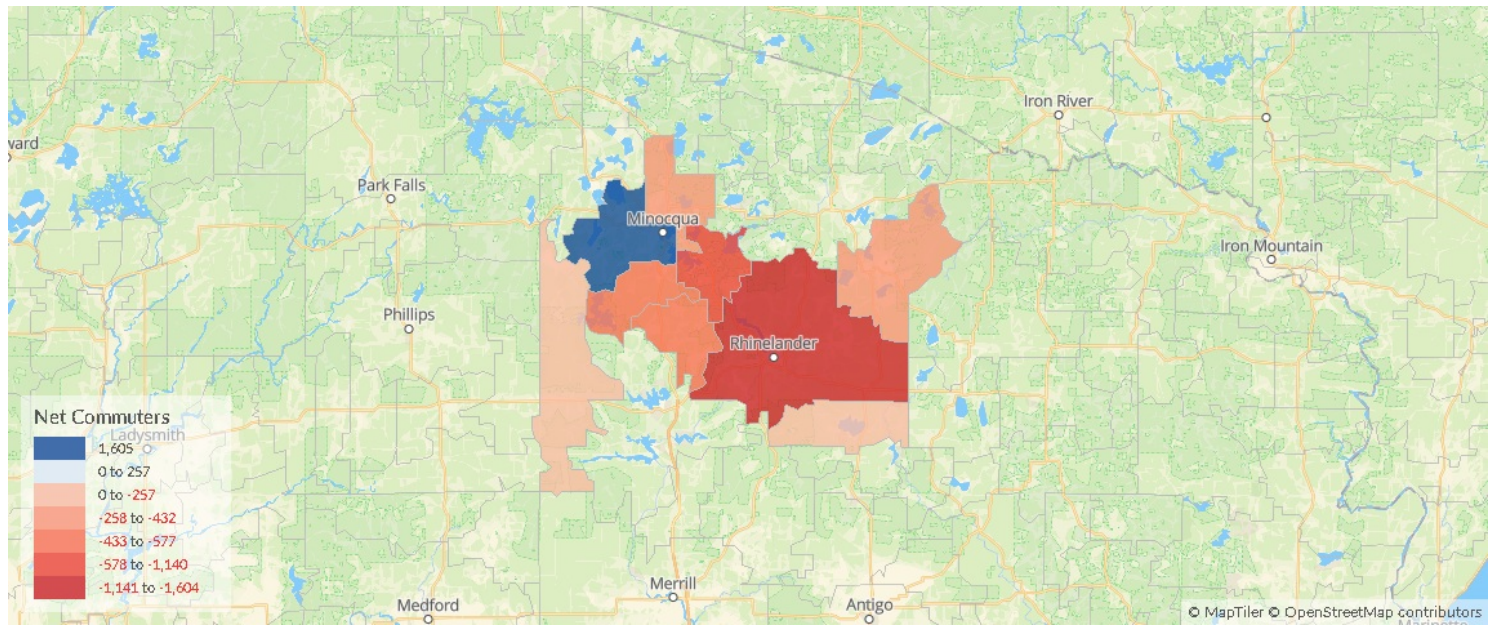 Iron River
ward
Park Falls
Minocqua
Iron Mountain
Phillips
Rhinelander
Net Commuters
Ladysmith
1,605
0 to 257
0 to -257
-258 to -432
-433 to -577
-578 to -1,140
-1,141 to -1,604
Merrill
Medford
Antigo
© MapTiler © OpenStreetMap contributors
Marinette